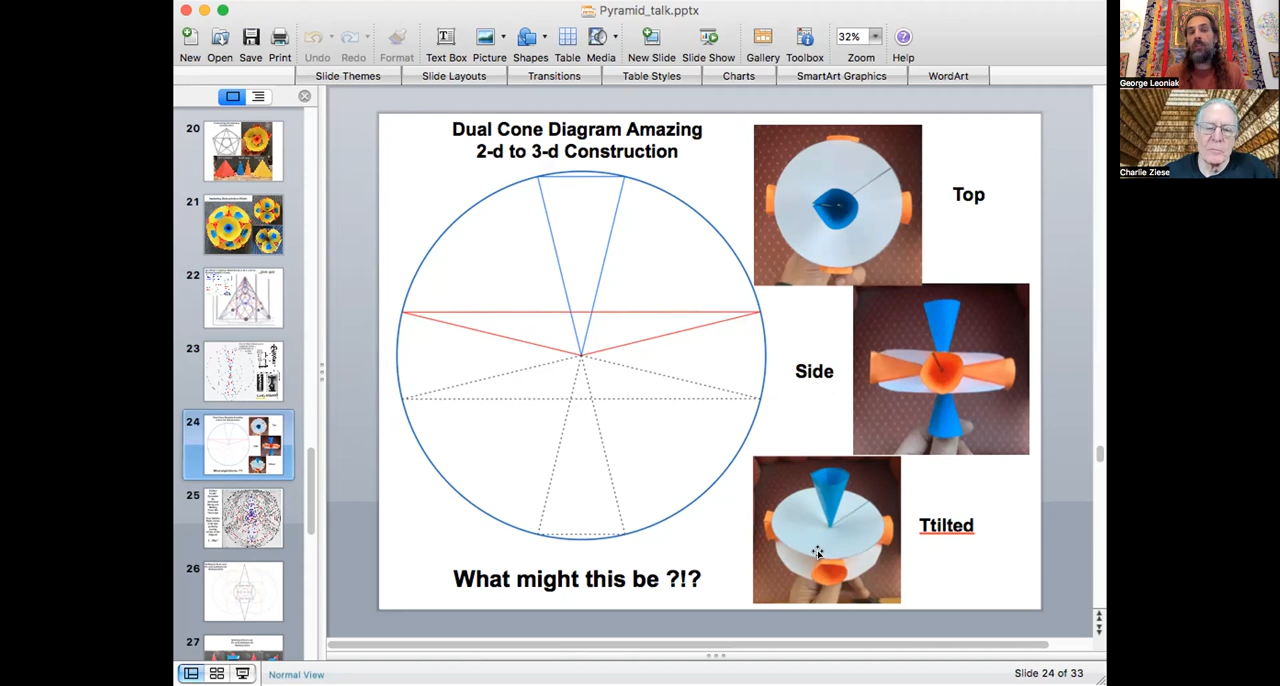 Pyramid_talk.pptx
New Open Save Print Undo Redo Format Text Box Picture Shapes Table Media New Slide Slide Show Gallery Toolbox Zoom Help
32%
Slide Themes Slide Layouts Transitions Table Styles Charts SmartArt Graphics WordArt
20
21
22
23
24
25
26
27
Dual Cone Diagram Amazing
2-d to 3-d Construction
Top
Side
Ttilted
What might this be ?!?
Normal View
Slide 24 of 33
George Leoniak
Charlie Ziese